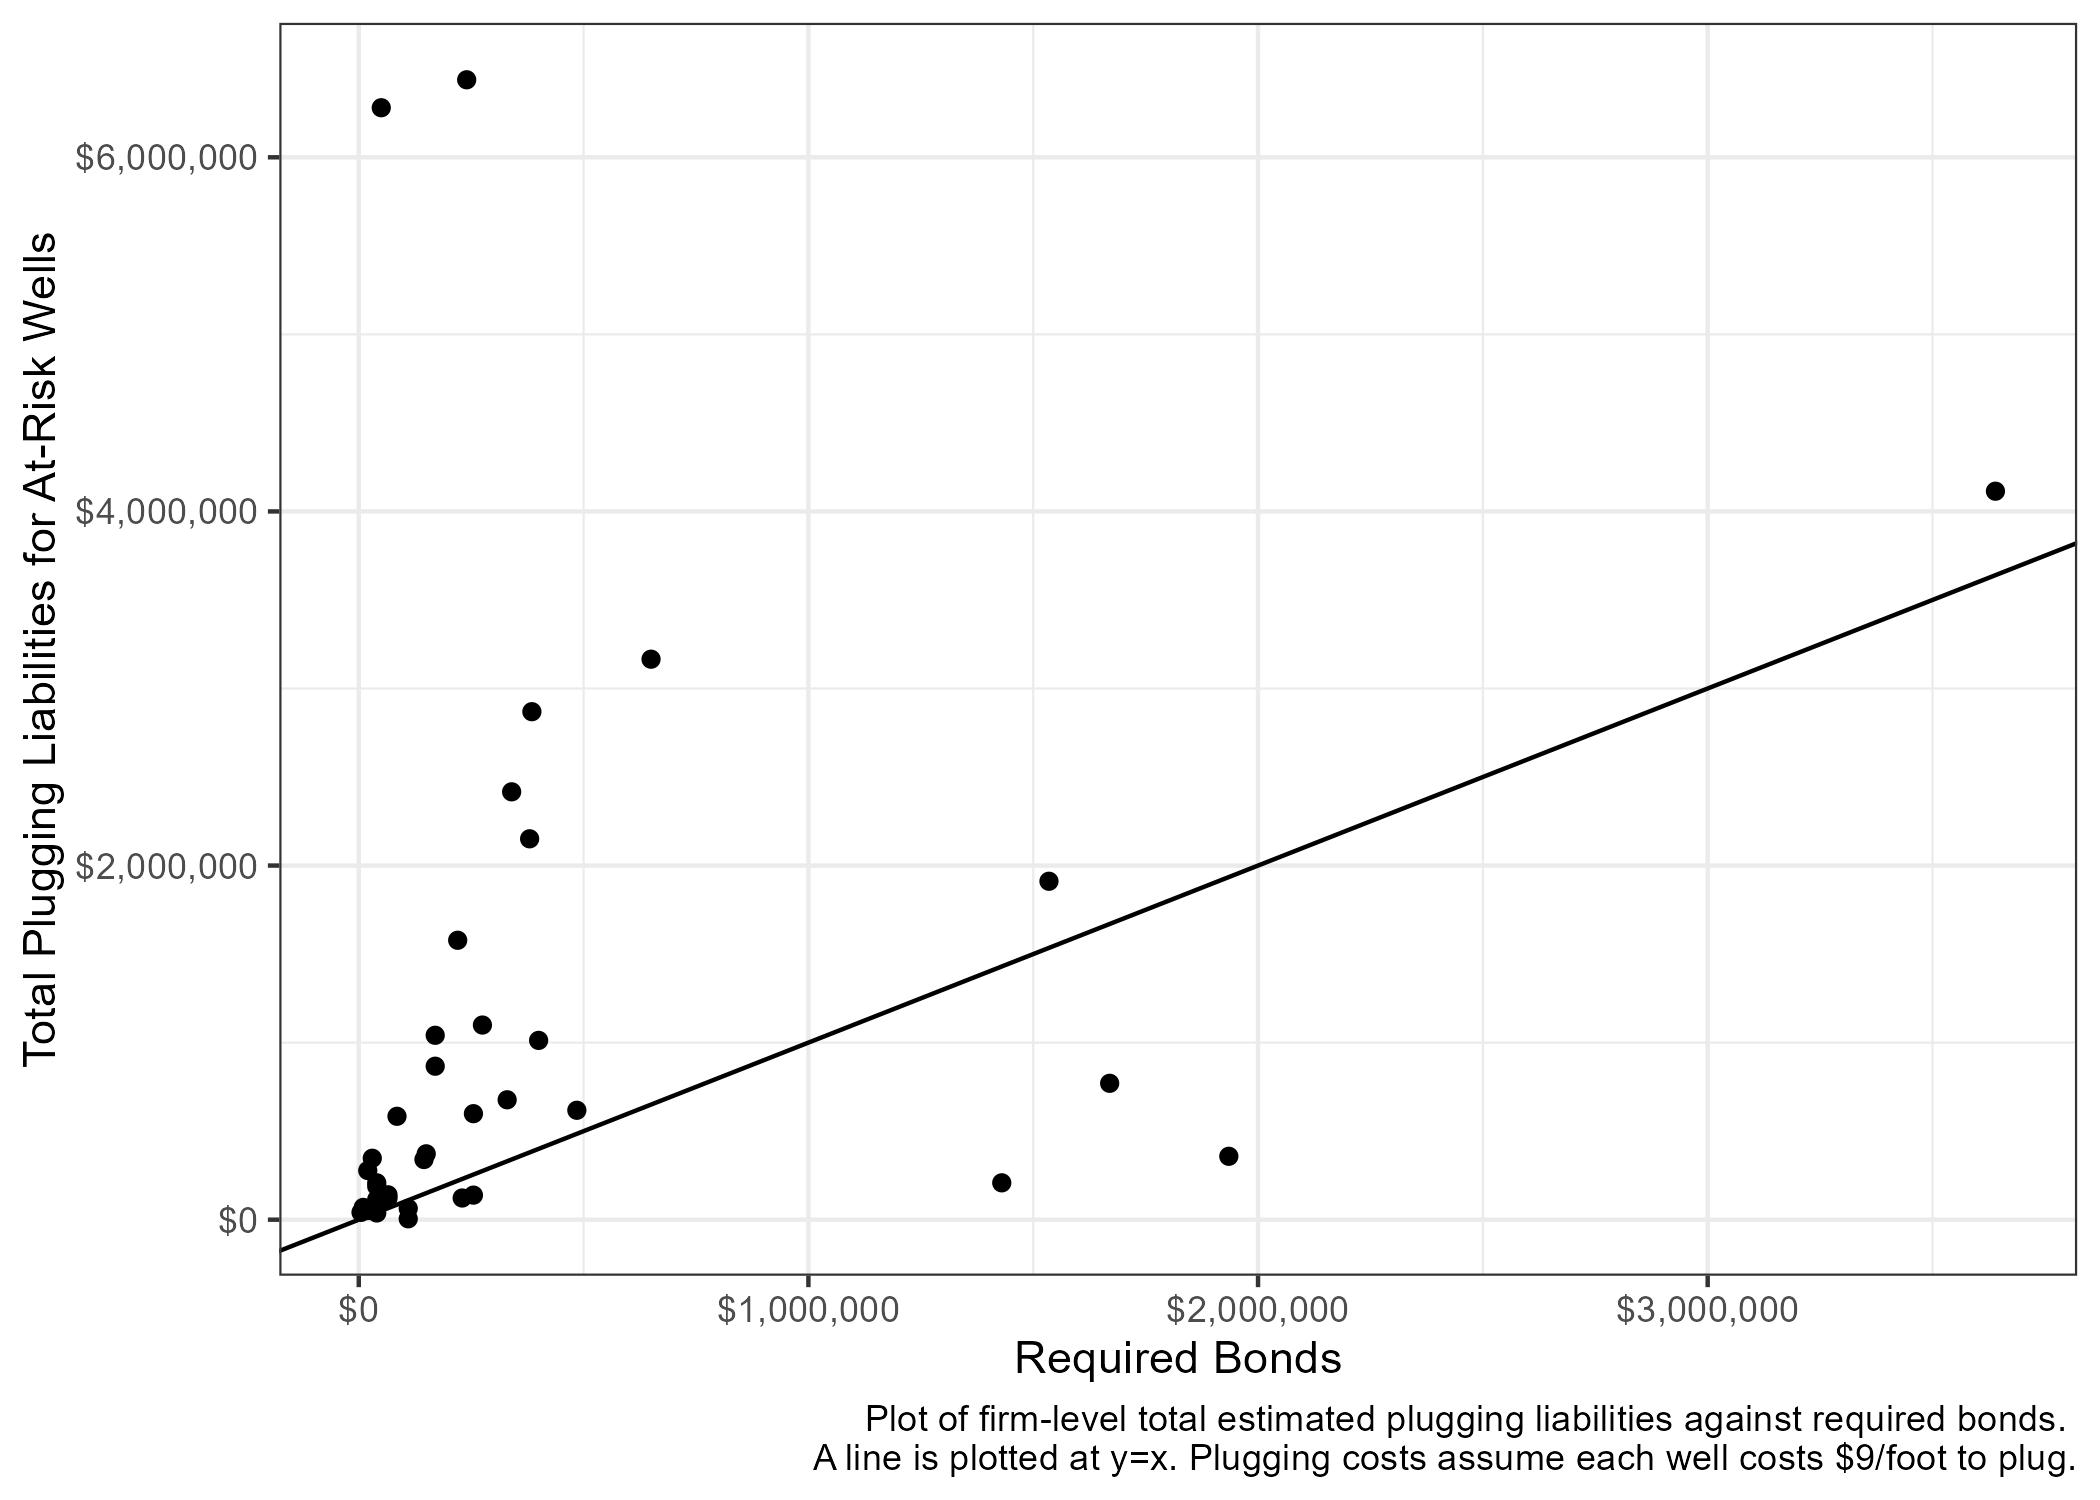 Total Plugging Liabilities for At-Risk Wells
$6,000,000
$4,000,000
$2,000,000
$0
$0
$1,000,000
$2,000,000
$3,000,000
Required Bonds
Plot of firm-level total estimated plugging liabilities against required bonds.
A line is plotted at y=x. Plugging costs assume each well costs $9/foot to plug.